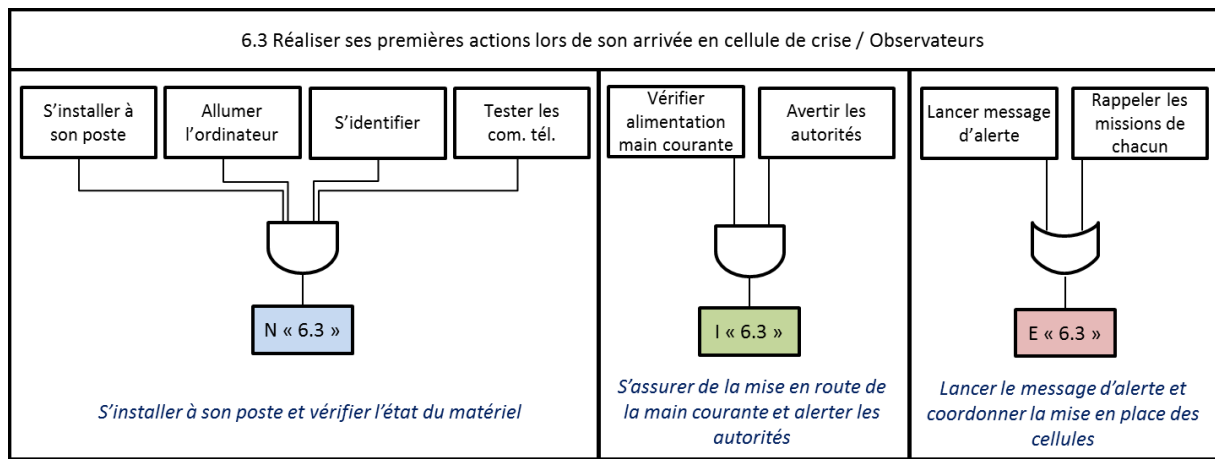 6.3 Réaliser ses premières actions lors de son arrivée en cellule de crise / Observateurs
S’installer à
son poste
Allumer
l’ordinateur
S’identifier
Tester les
com. tél.
Vérifier
alimentation
main courante
Avertir les
autorités
Lancer message
d’alerte
Rappeler les
missions de
chacun
N « 6.3 »
I « 6.3 »
E « 6.3 »
S’installer à son poste et vérifier l’état du matériel
S’assurer de la mise en route de
la main courante et alerter les
autorités
Lancer le message d’alerte et
coordonner la mise en place des
cellules